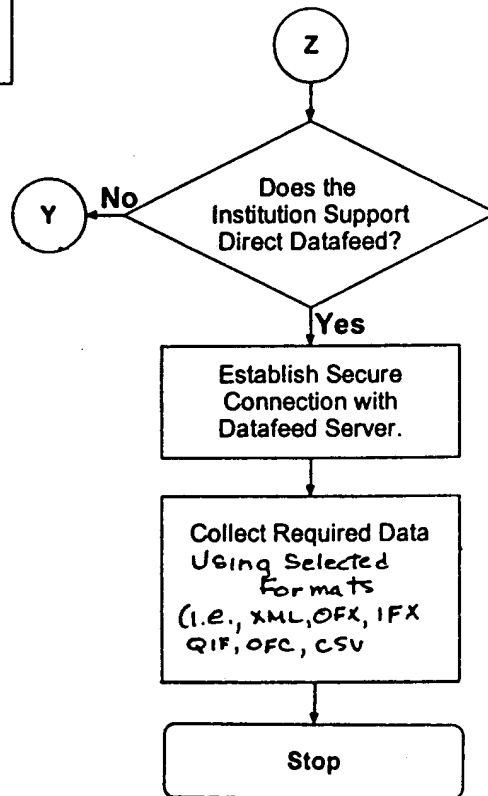 Z
Does the
Institution Support
Direct Datafeed?
No
Y
Yes
Establish Secure
Connection with
Datafeed Server.
Collect Required Data
Using Selected
Formats
(i.e., XML, OFX, IFX
QIF, OFC, CSV
Stop